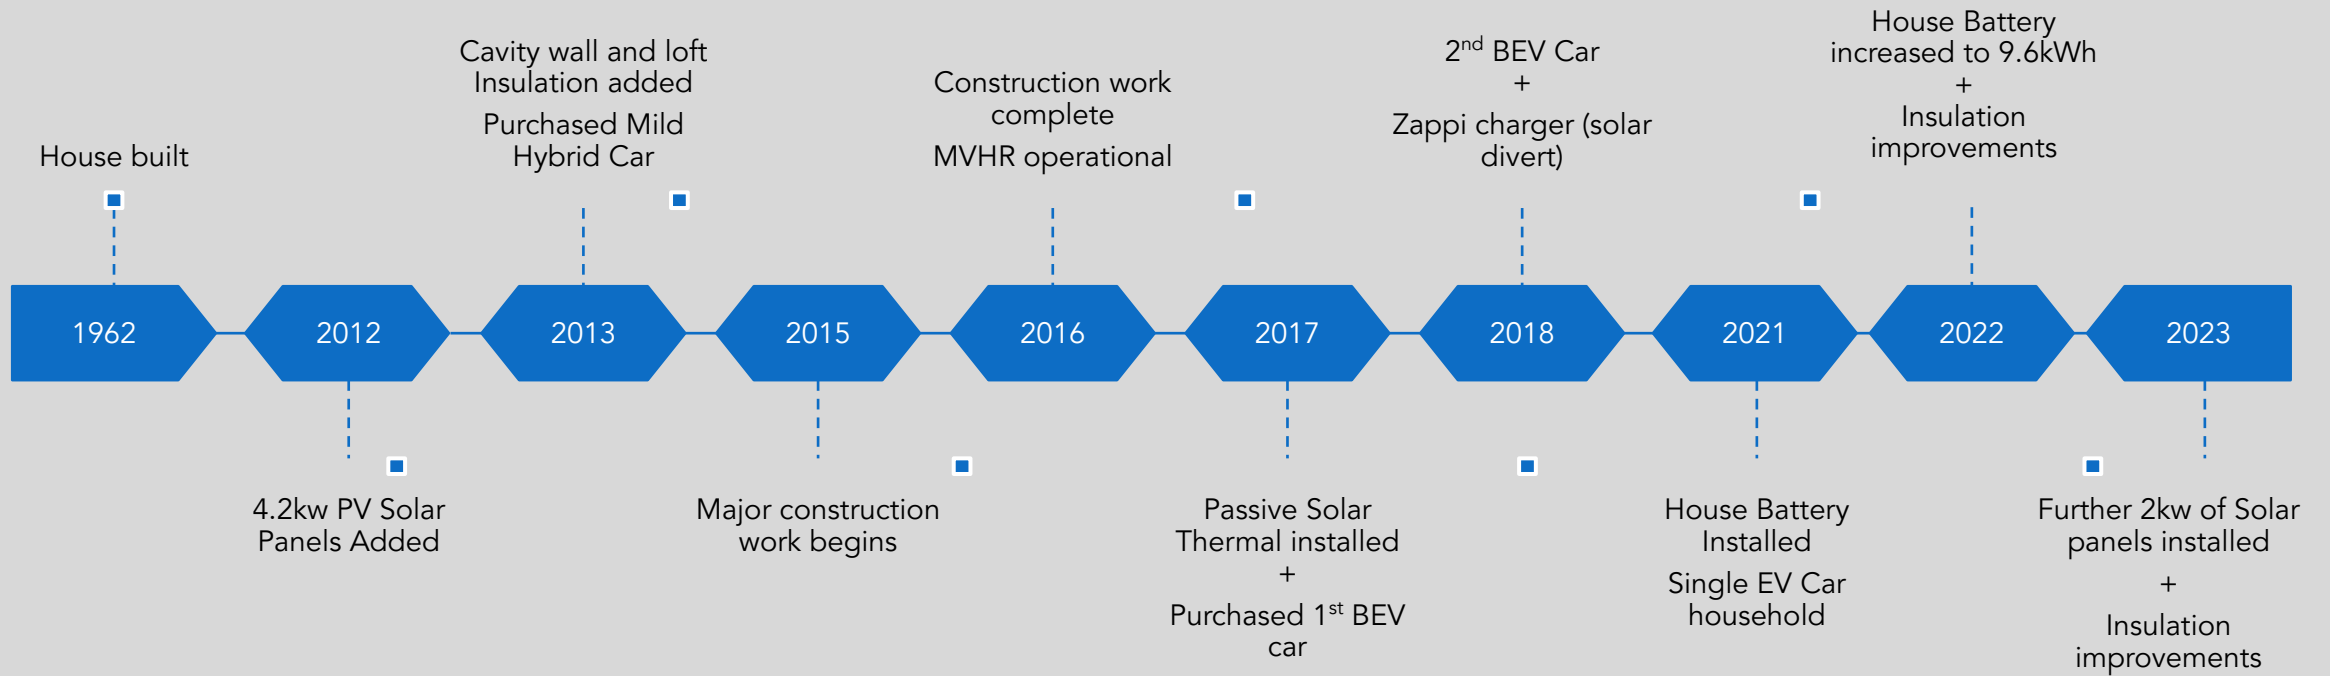 House built
Cavity wall and loft
Insulation added
Purchased Mild
Hybrid Car
Construction work
complete
MVHR operational
2nd BEV Car
+
Zappi charger (solar
divert)
House Battery
increased to 9.6kWh
+
Insulation
improvements
1962
2012
2013
2015
2016
2017
2018
2021
2022
2023
4.2kw PV Solar
Panels Added
Major construction
work begins
Passive Solar
Thermal installed
+
Purchased 1st BEV
car
House Battery
Installed
Single EV Car
household
Further 2kw of Solar
panels installed
+
Insulation
improvements